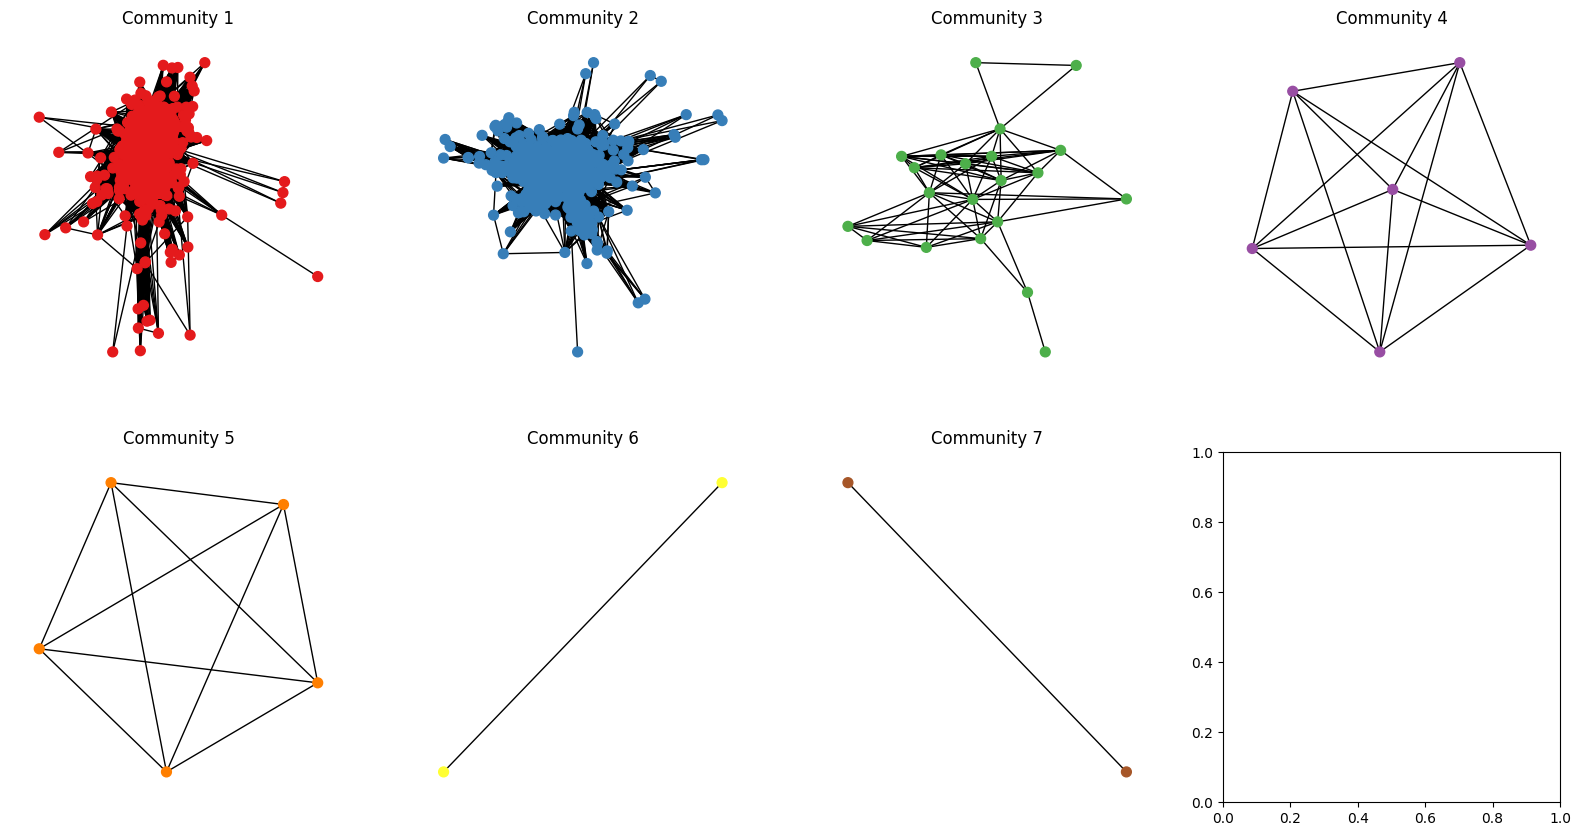 Community 1
Community 2
Community 3
Community 4
Community 5
Community 6
Community 7
1.0
0.8
0.6
0.4
0.2
0.0
0.0 0.2 0.4 0.6 0.8 1.0